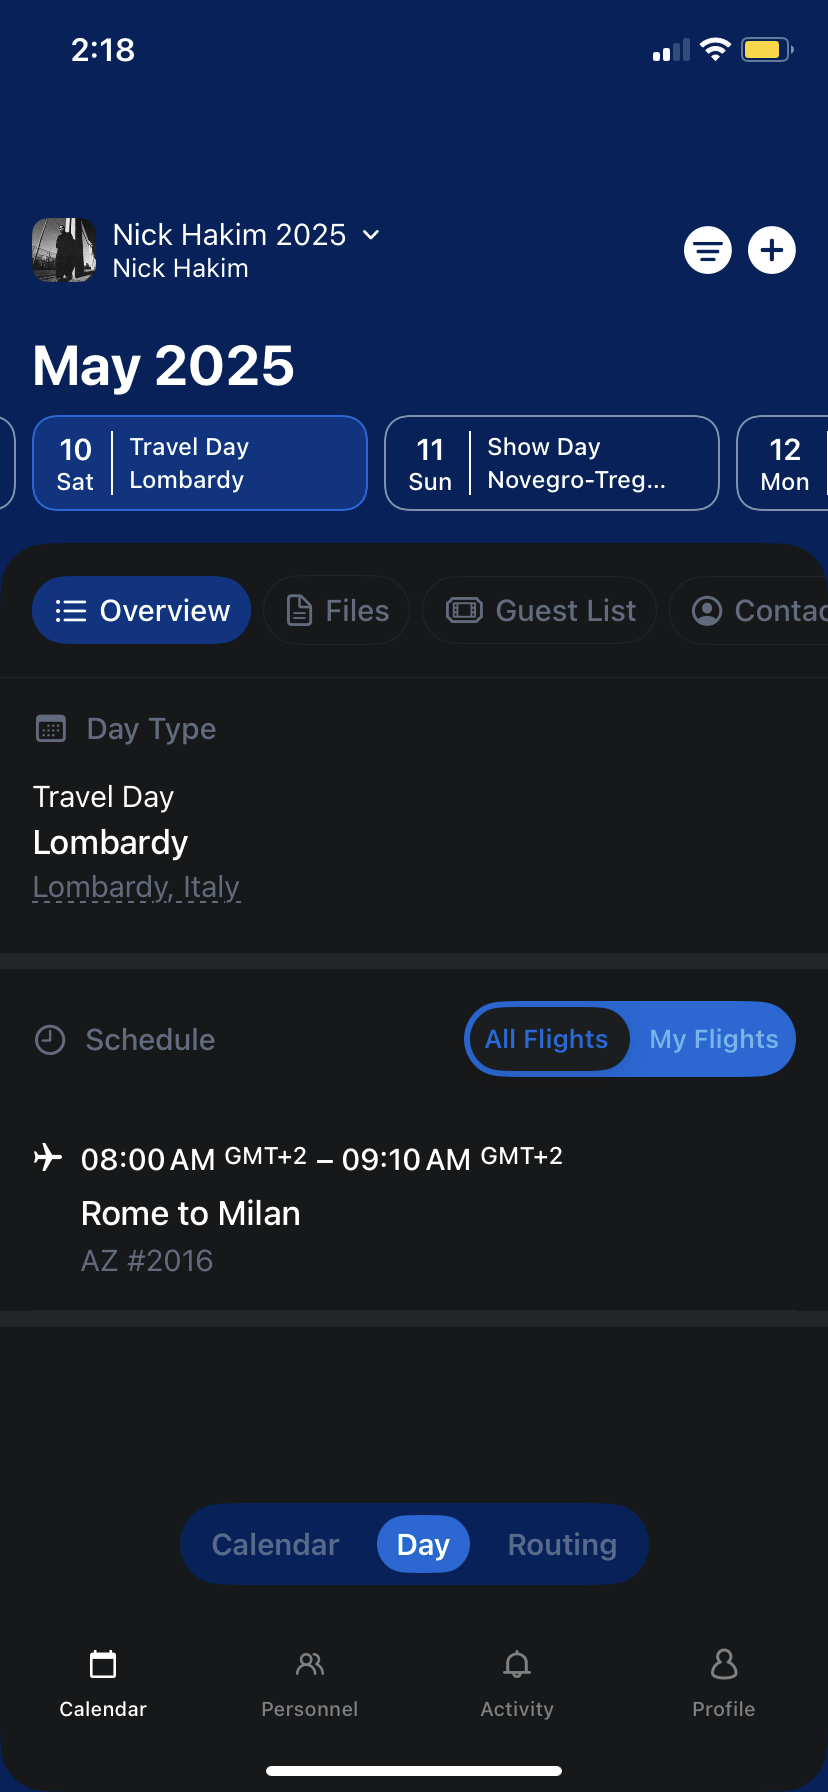 2:18
Nick Hakim 2025
Nick Hakim
May 2025
10 Sat
Travel Day
Lombardy
11 Sun
Show Day
Novegro-Treg...
12 Mon
Overview
Files
Guest List
Contac
Day Type
Travel Day
Lombardy
Lombardy, Italy
Schedule
All Flights
My Flights
08:00 AM GMT+2 – 09:10 AM GMT+2
Rome to Milan
AZ #2016
Calendar
Day
Routing
Calendar
Personnel
Activity
Profile